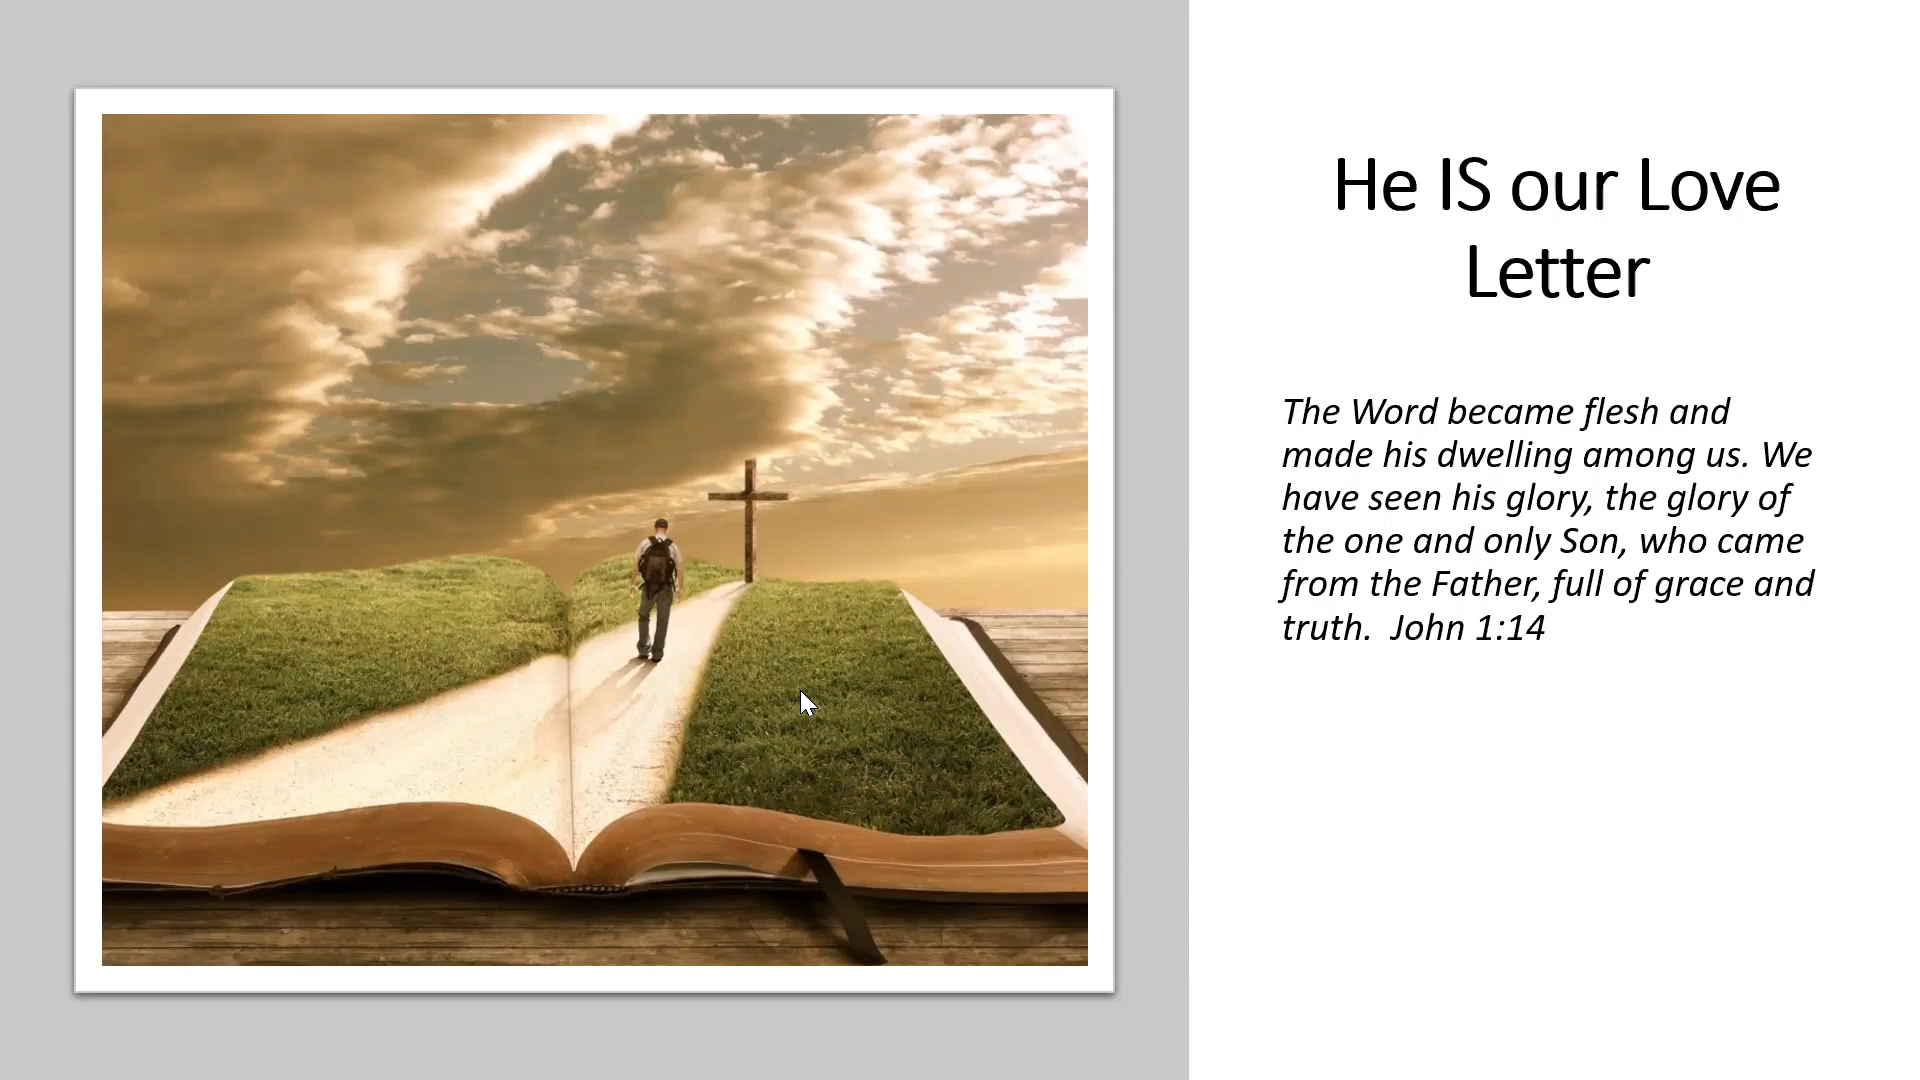 He IS our Love
Letter
The Word became flesh and
made his dwelling among us. We
have seen his glory, the glory of
the one and only Son, who came
from the Father, full of grace and
truth.  John 1:14